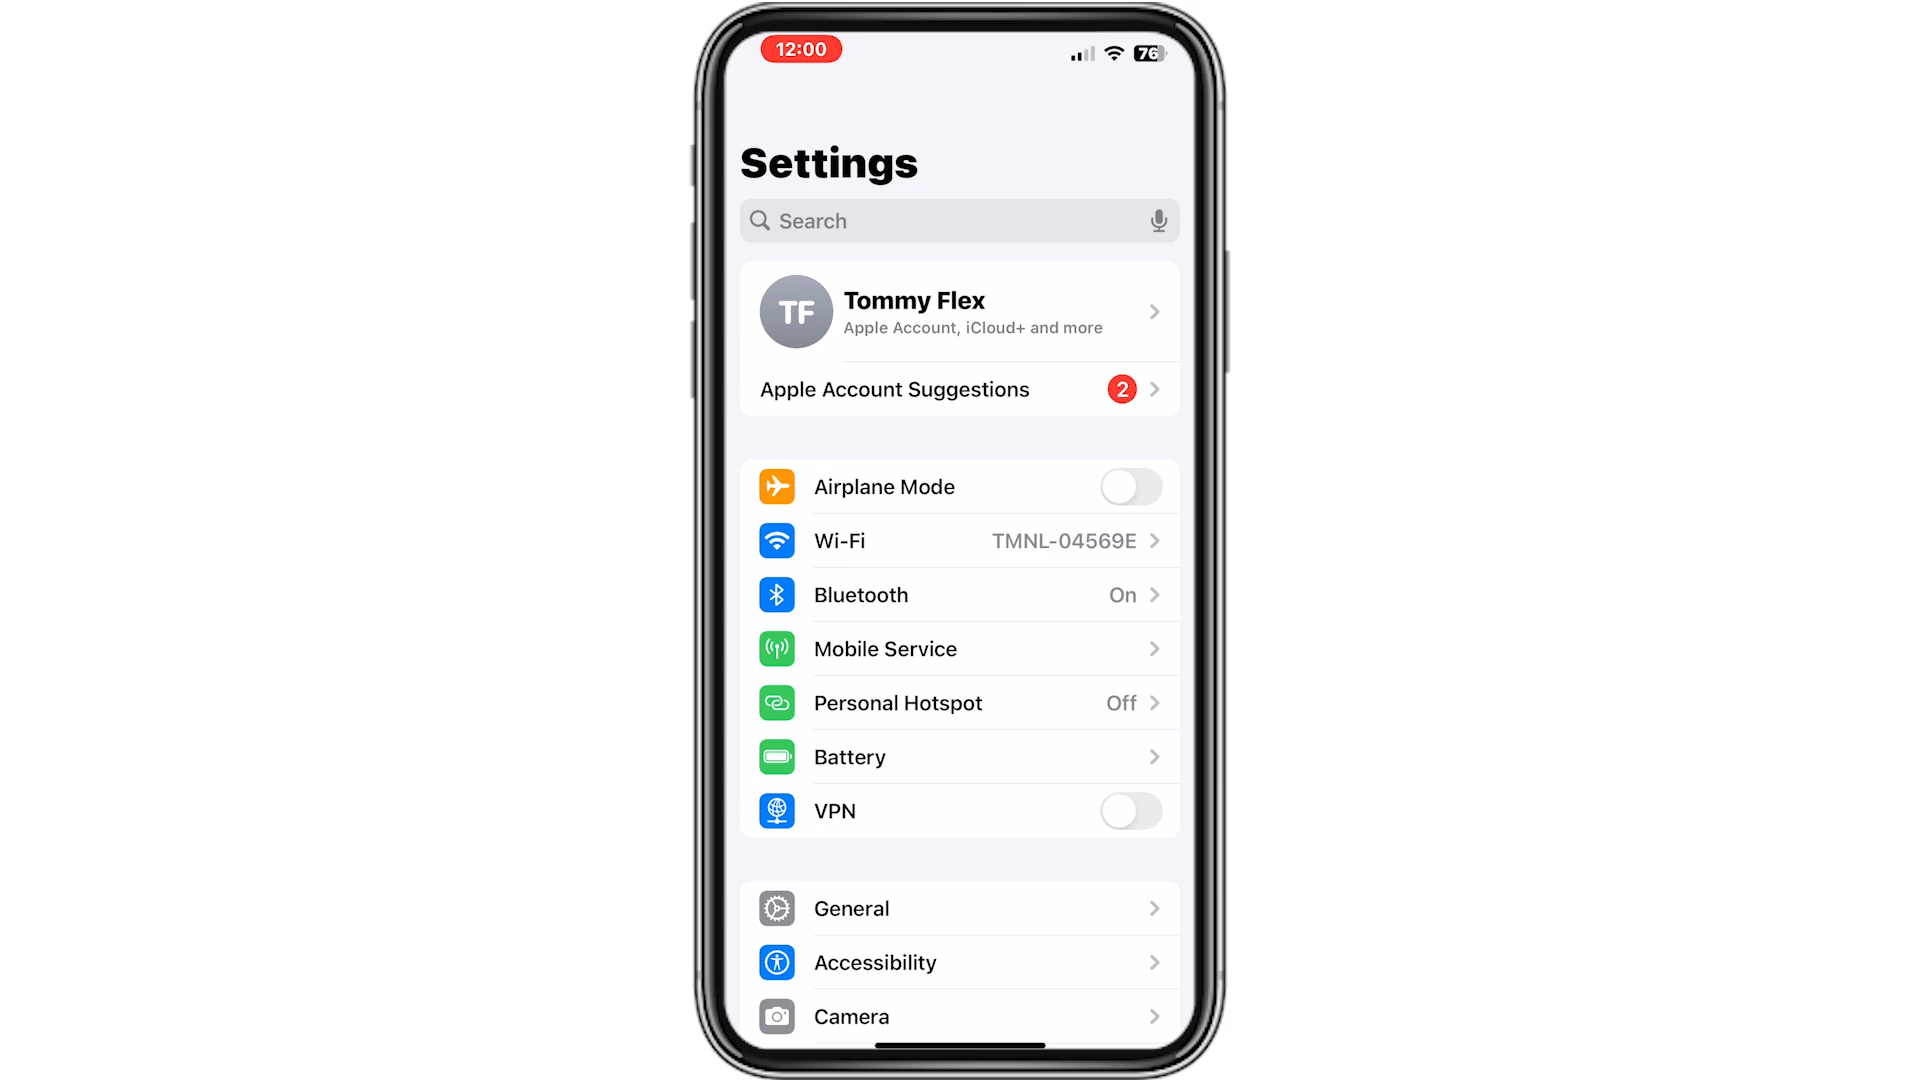 12:00
76
Settings
Search
TF
Tommy Flex
Apple Account, iCloud+ and more
Apple Account Suggestions 2
Airplane Mode
Wi-Fi TMNL-04569E
Bluetooth On
Mobile Service
Personal Hotspot Off
Battery
VPN
General
Accessibility
Camera